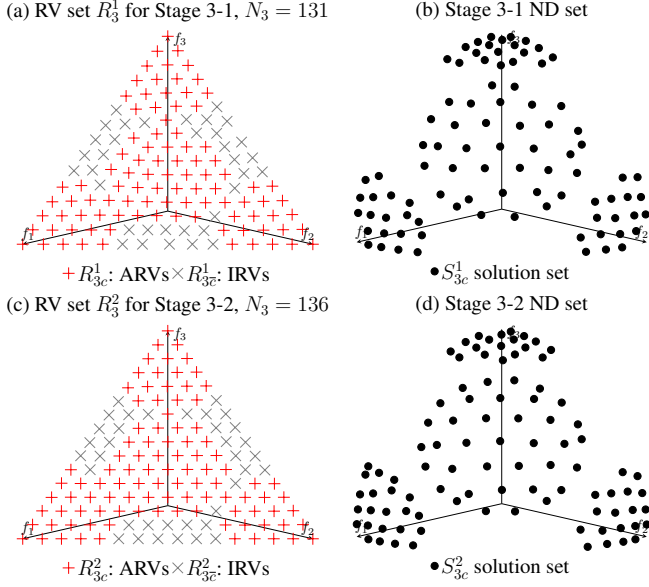 (a) RV set $R_3^1$ for Stage 3-1, $N_3 = 131$
(b) Stage 3-1 ND set
$f_3$
$f_3$
$f_1$
$f_2$
$f_1$
$f_2$
+$R_{3c}^1$: ARVs×$R_{3\overline{c}}^1$: IRVs
●$S_{3c}^1$ solution set
(c) RV set $R_3^2$ for Stage 3-2, $N_3 = 136$
(d) Stage 3-2 ND set
$f_3$
$f_3$
$f_1$
$f_2$
$f_1$
$f_2$
+$R_{3c}^2$: ARVs×$R_{3\overline{c}}^2$: IRVs
●$S_{3c}^2$ solution set